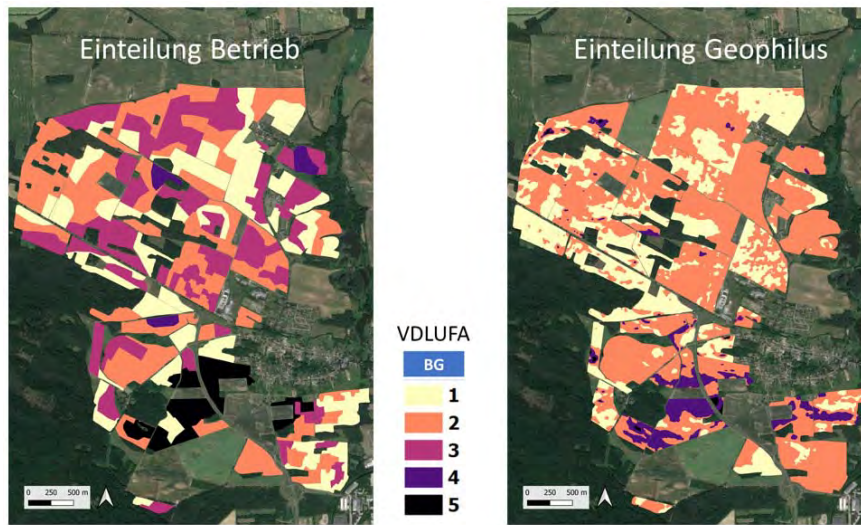 Einteilung Betrieb
Einteilung Geophilus
VDLUFA
BG
1
2
3
4
5
0 250 500 m
0 250 500 m